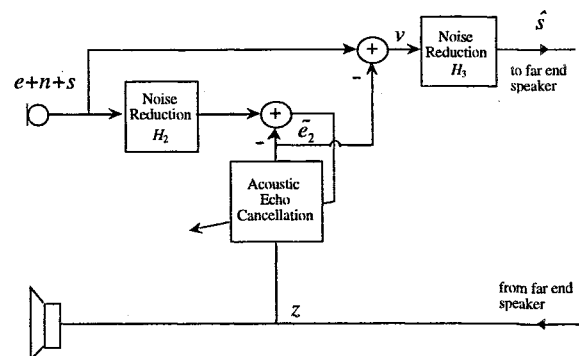 ŝ
v
Noise
Reduction
H₃
to far end
speaker
+
-
e+n+s
Noise
Reduction
H₂
+
-
ẽ₂
Acoustic
Echo
Cancellation
z
from far end
speaker